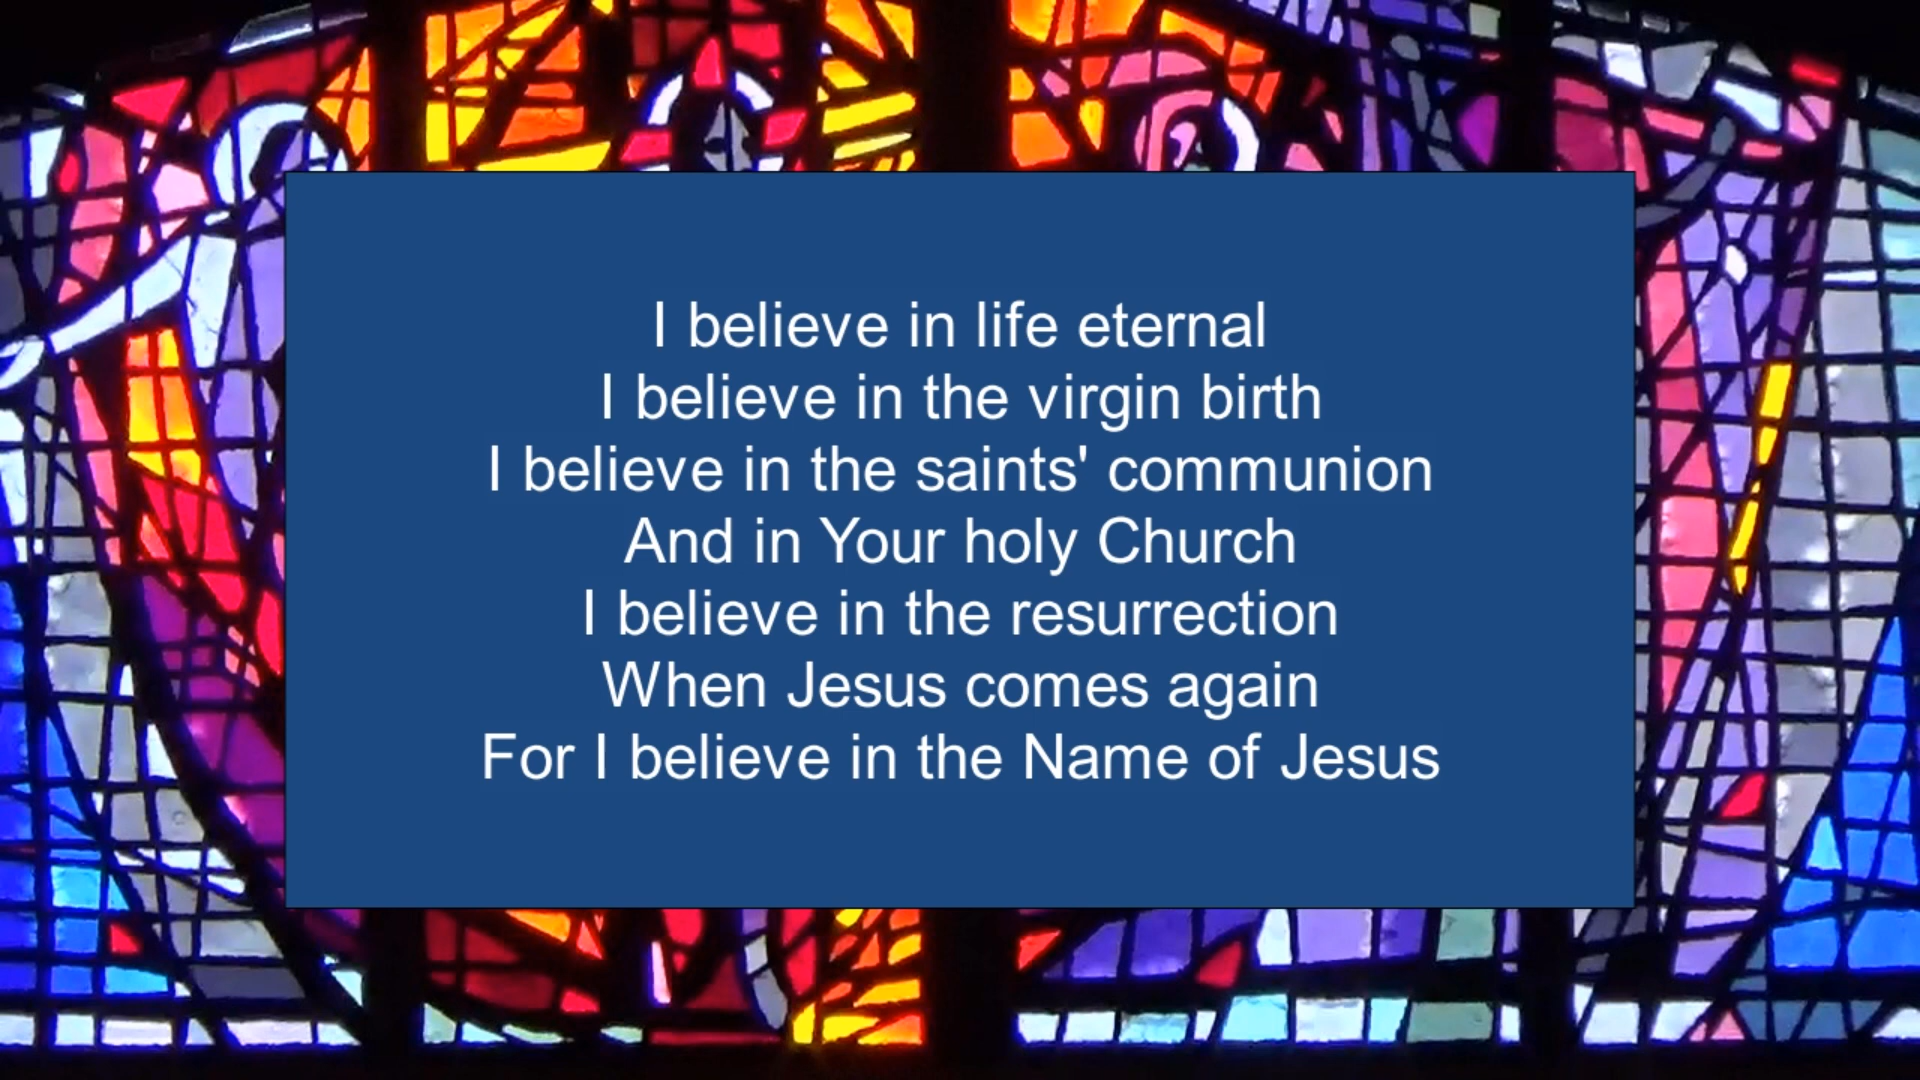 I believe in life eternal
I believe in the virgin birth
I believe in the saints' communion
And in Your holy Church
I believe in the resurrection
When Jesus comes again
For I believe in the Name of Jesus